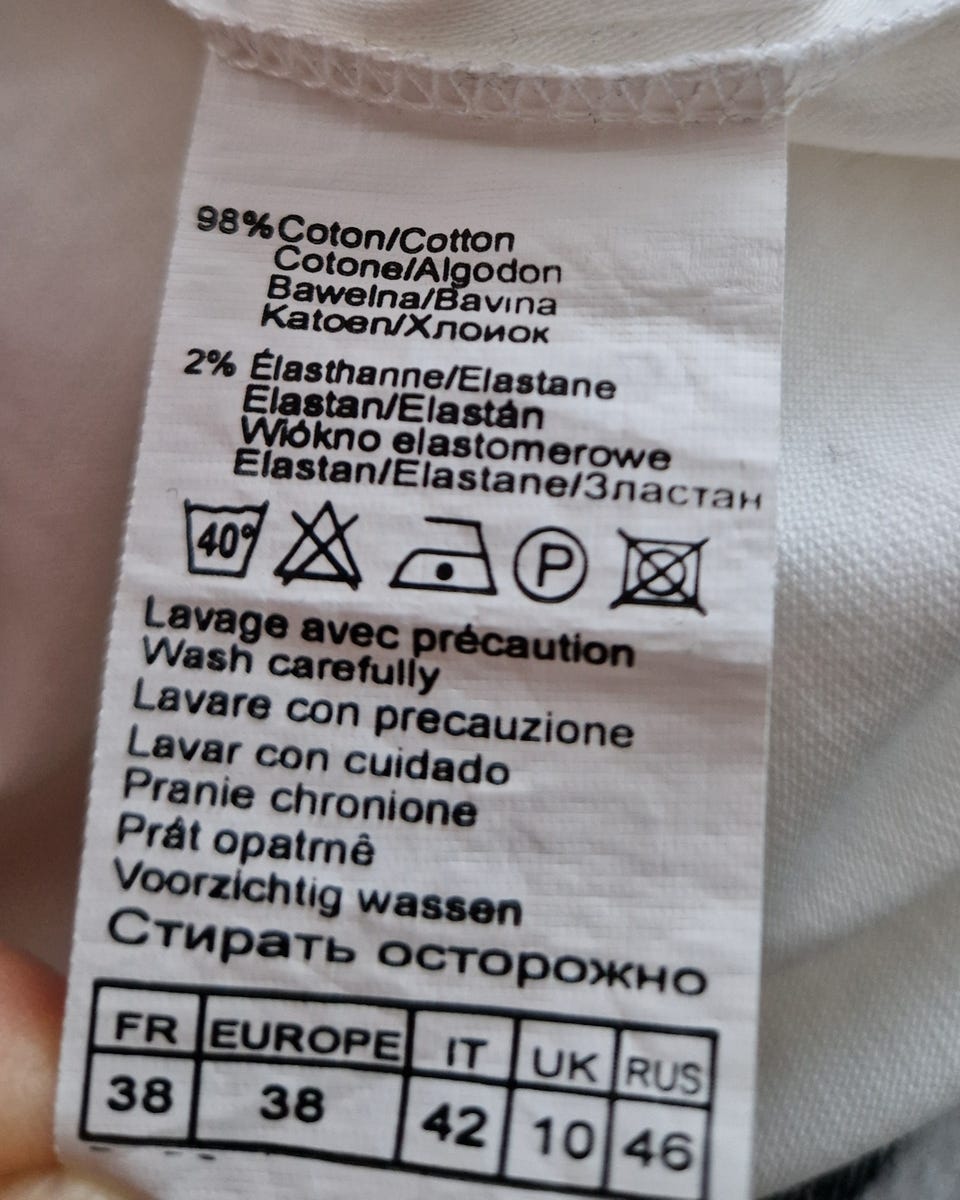 98% Coton/Cotton
Cotone/Algodon
Bawelna/Bavina
Katoen/Хлоиок
2% Élasthanne/Elastane
Elastan/Elastán
Wiókno elastomerowe
Elastan/Elastane/Зластан
40°
P
Lavage avec précaution
Wash carefully
Lavare con precauzione
Lavar con cuidado
Pranie chronione
Prát opatrnê
Voorzichtig wassen
Стирать осторожно
FR EUROPE IT UK RUS
38 38 42 10 46